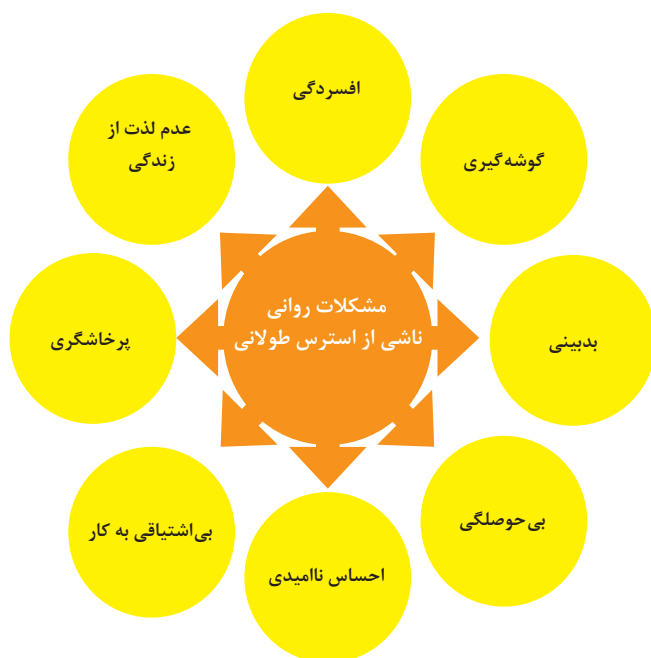 مشکلات روانی
ناشی از استرس طولانی
افسردگی
گوشه‌گیری
بدبینی
بی‌حوصلگی
احساس ناامیدی
بی‌اشتیاقی به کار
پرخاشگری
عدم لذت از
زندگی